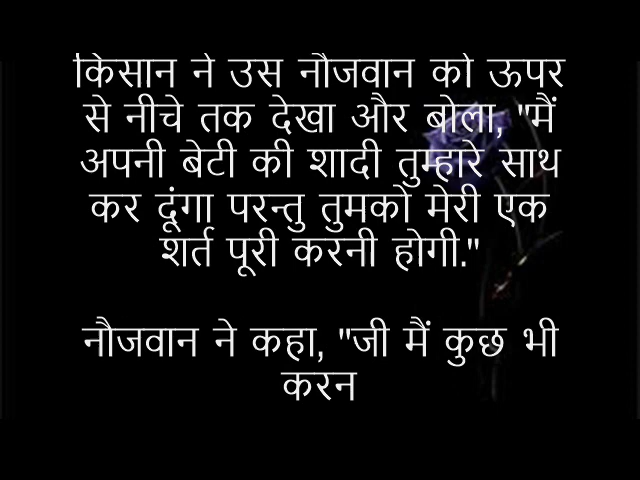 किसान ने उस नौजवान को ऊपर
से नीचे तक देखा और बोला, "मैं
अपनी बेटी की शादी तुम्हारे साथ
कर दूंगा परन्तु तुमको मेरी एक
शर्त पूरी करनी होगी."
नौजवान ने कहा, "जी मैं कुछ भी
करन